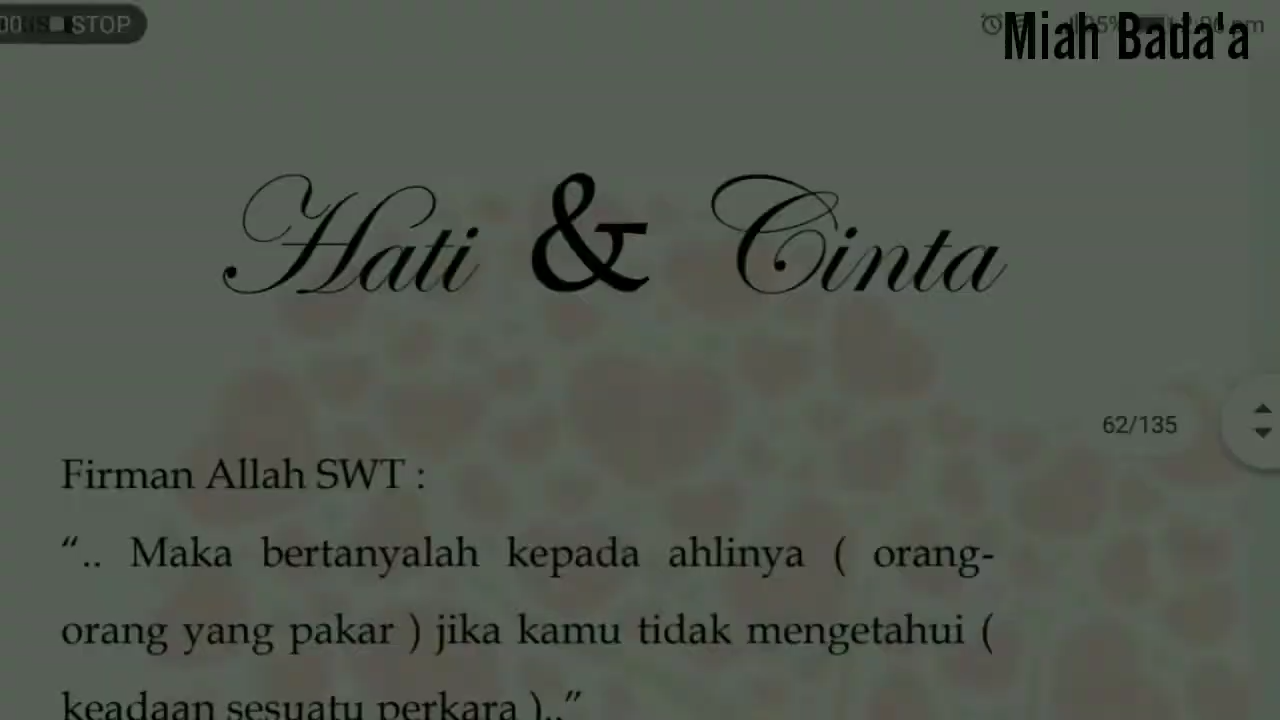 STOP
Miah Bada'a
Hati & Cinta
62/135
Firman Allah SWT :
“.. Maka bertanyalah kepada ahlinya ( orang-
orang yang pakar ) jika kamu tidak mengetahui (
keadaan sesuatu perkara )..”